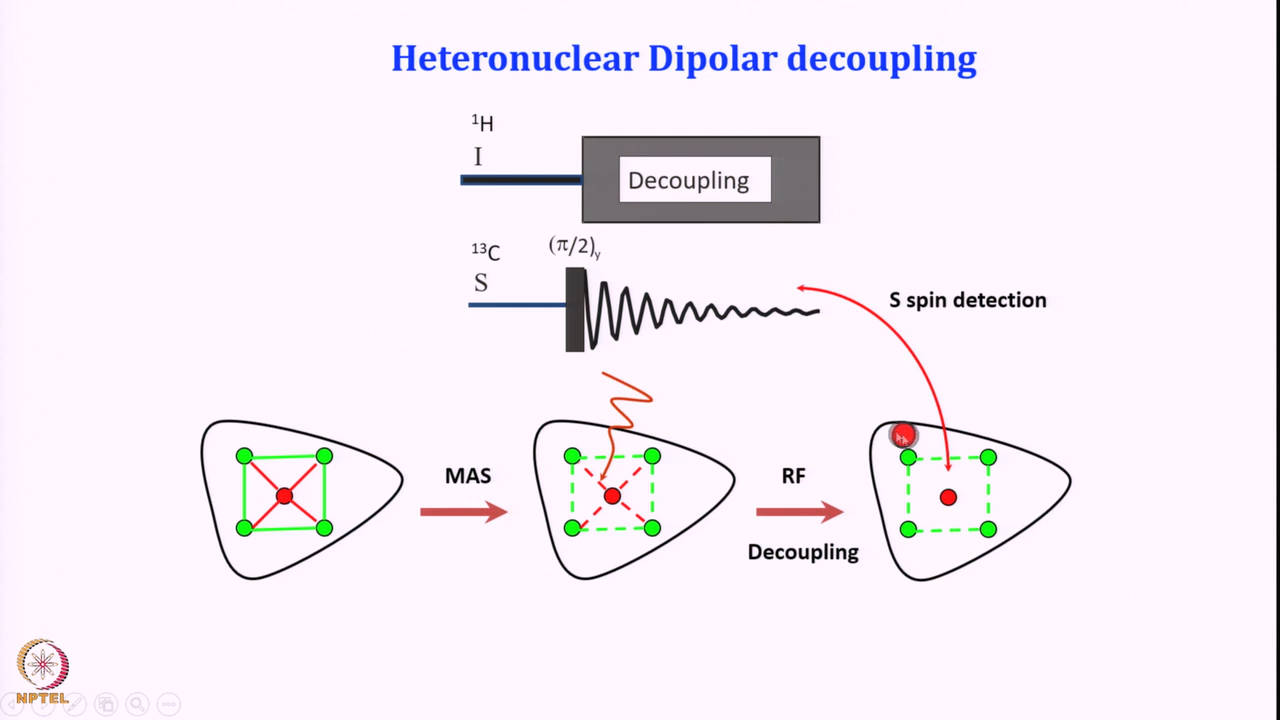 Heteronuclear Dipolar decoupling
¹H
I
Decoupling
¹³C
(π/2)ᵧ
S
S spin detection
MAS
RF
Decoupling
NPTEL